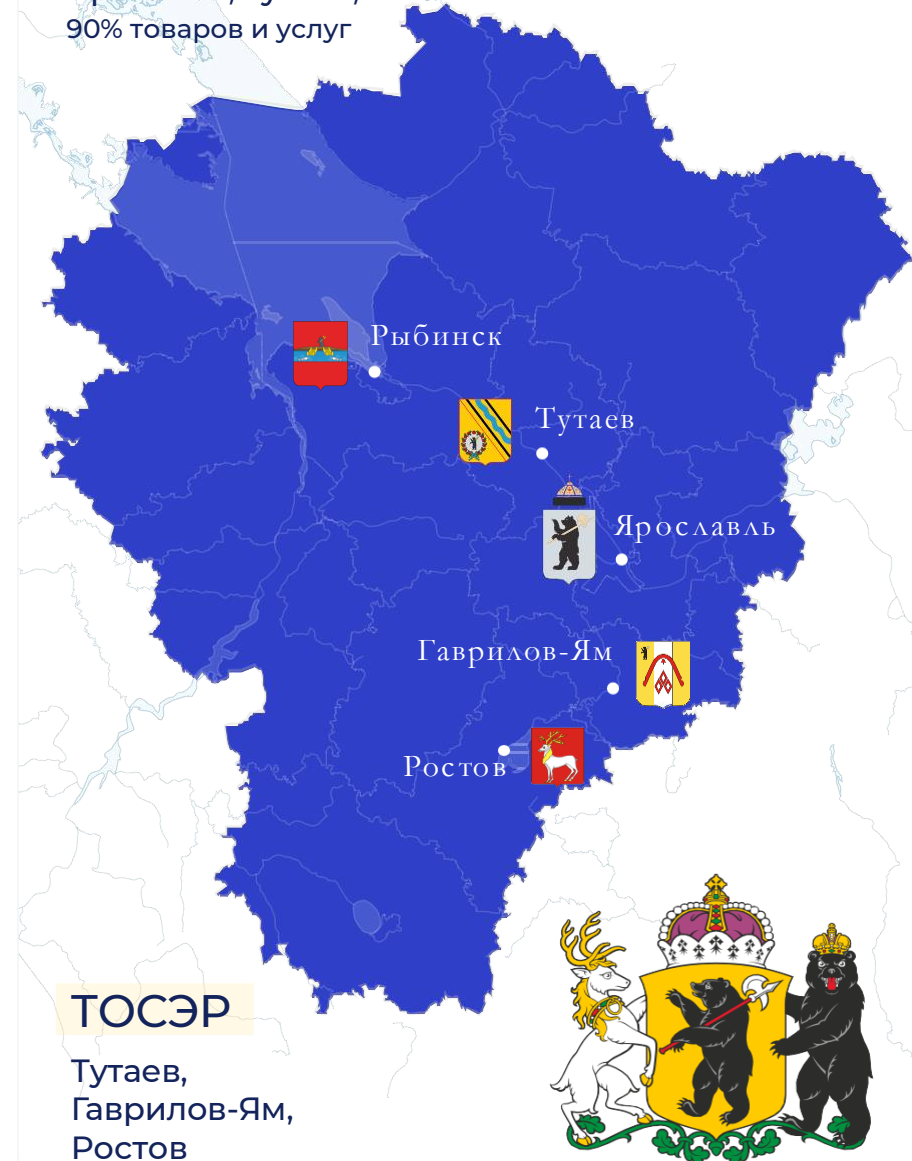 90% товаров и услуг
Рыбинск
Тутаев
Ярославль
Гаврилов-Ям
Ростов
ТОСЭР
Тутаев,
Гаврилов-Ям,
Ростов